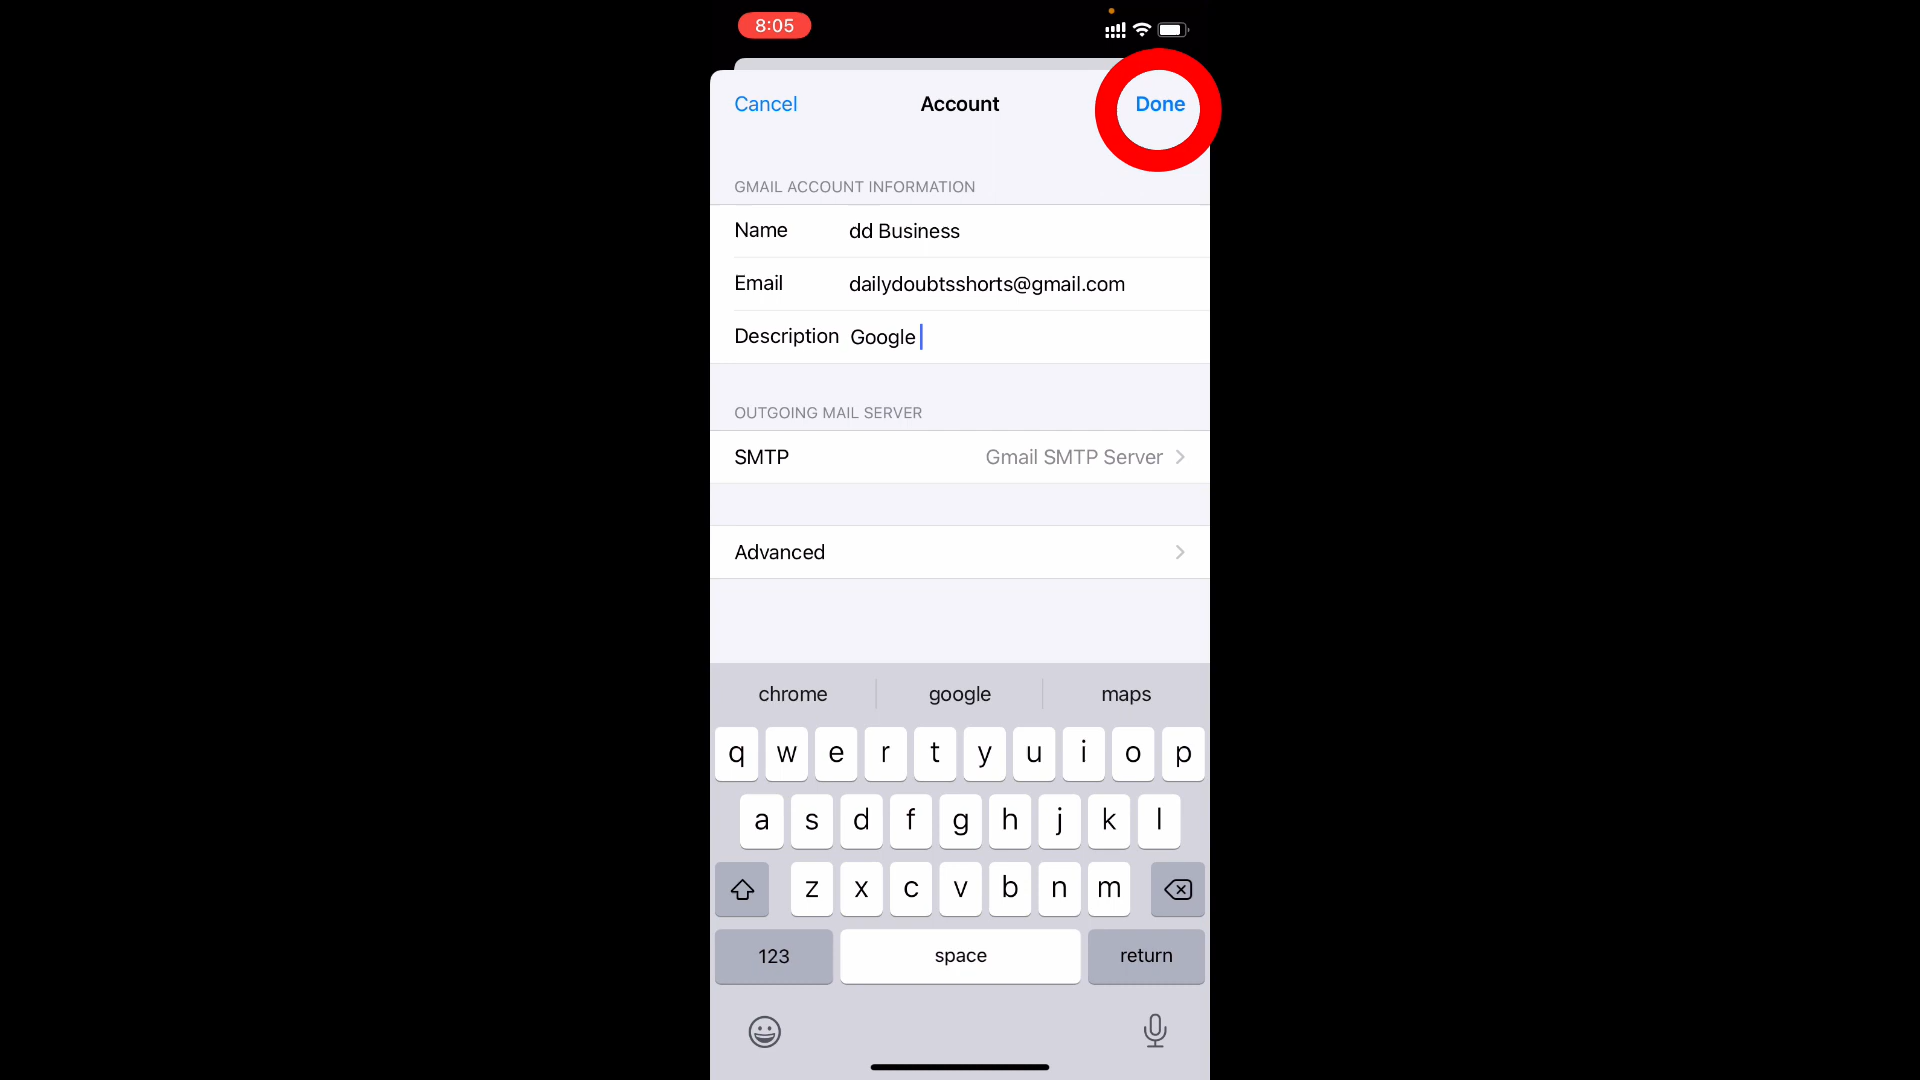 8:05
Cancel Account Done
GMAIL ACCOUNT INFORMATION
Name dd Business
Email dailydoubtsshorts@gmail.com
Description Google
OUTGOING MAIL SERVER
SMTP Gmail SMTP Server
Advanced
chrome google maps
q w e r t y u i o p
a s d f g h j k l
z x c v b n m
123 space return